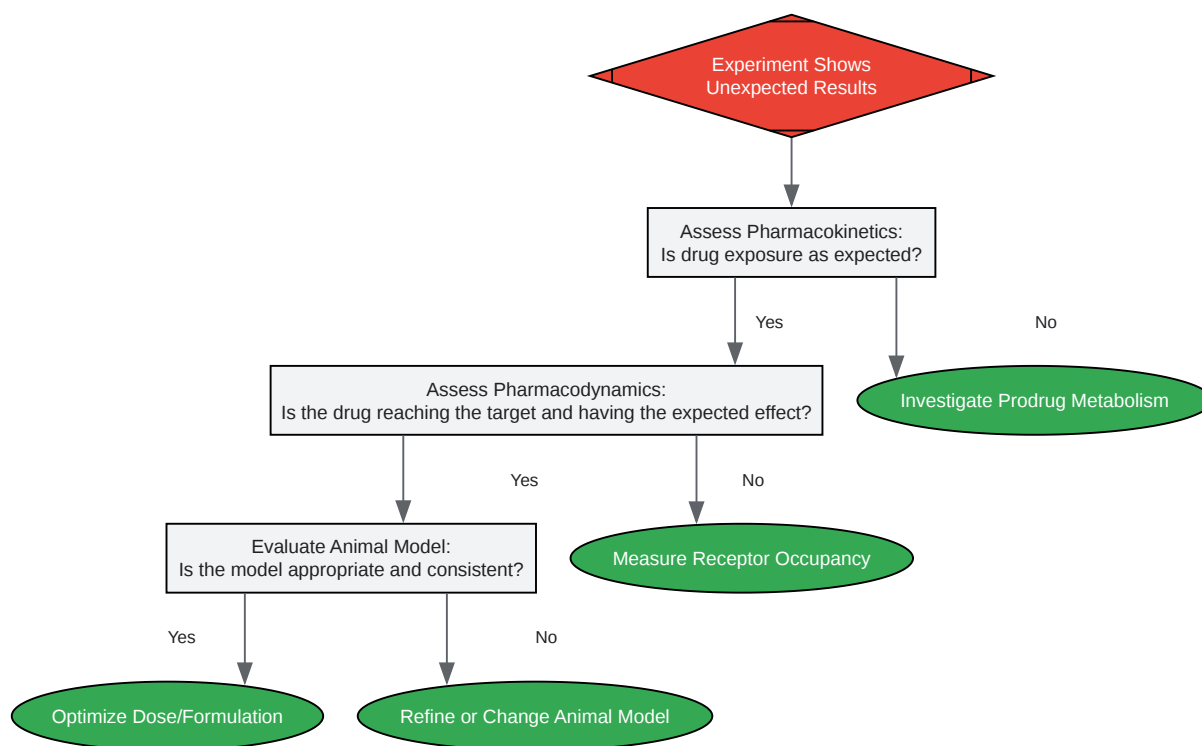 Experiment Shows
Unexpected Results
Assess Pharmacokinetics:
Is drug exposure as expected?
Yes
No
Assess Pharmacodynamics:
Is the drug reaching the target and having the expected effect?
Investigate Prodrug Metabolism
Yes
No
Evaluate Animal Model:
Is the model appropriate and consistent?
Measure Receptor Occupancy
Yes
No
Optimize Dose/Formulation
Refine or Change Animal Model